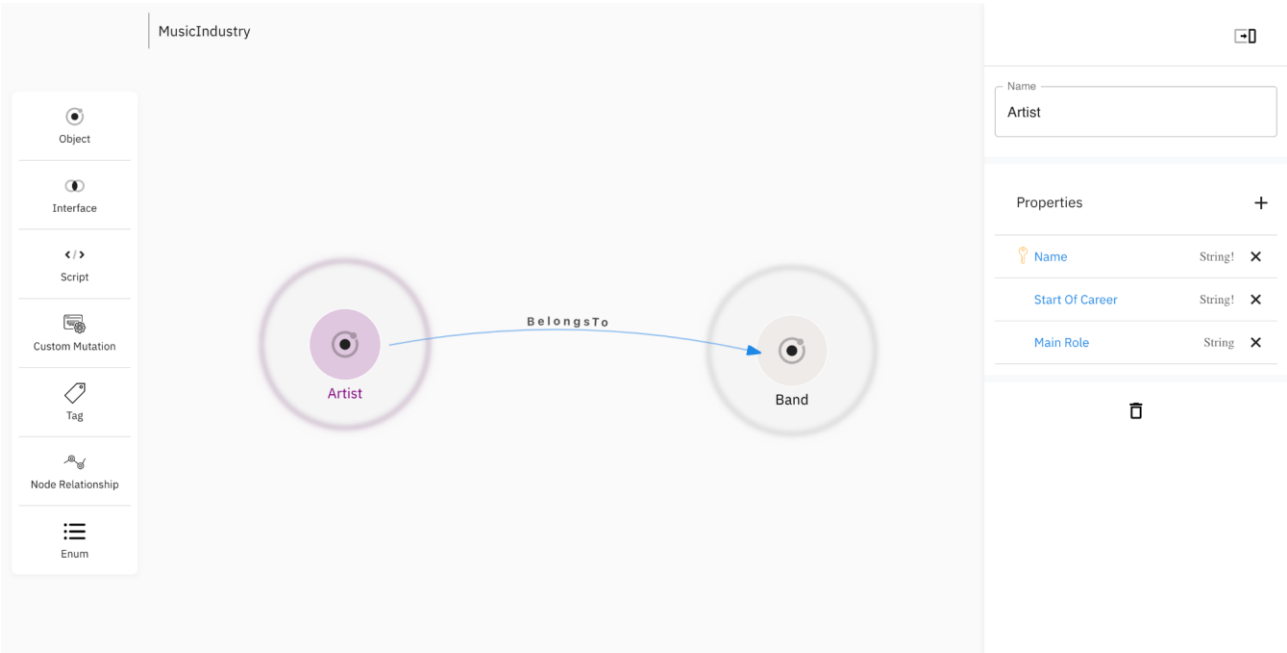 MusicIndustry
Object
Interface
Script
Custom Mutation
Tag
Node Relationship
Enum
BelongsTo
Artist
Band
Name
Artist
Properties
Name String!
Start Of Career String!
Main Role String